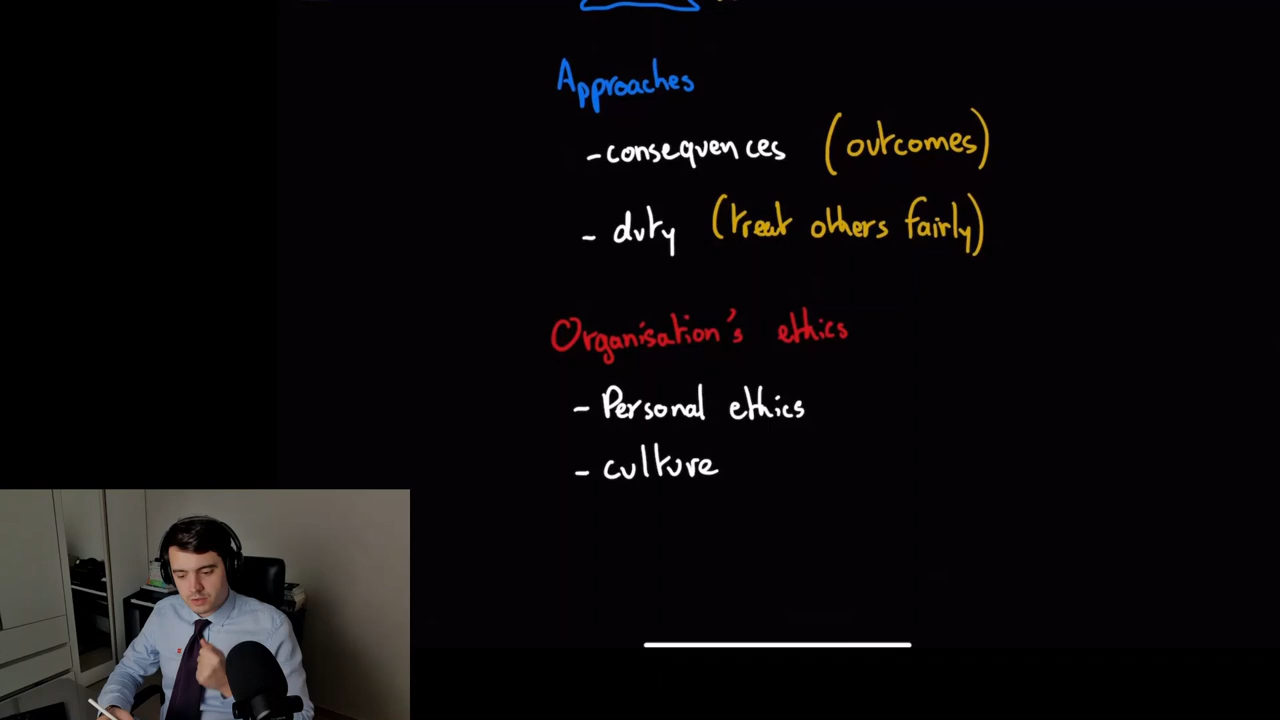 Approaches
- consequences (outcomes)
- duty (treat others fairly)
Organisation's ethics
- Personal ethics
- culture